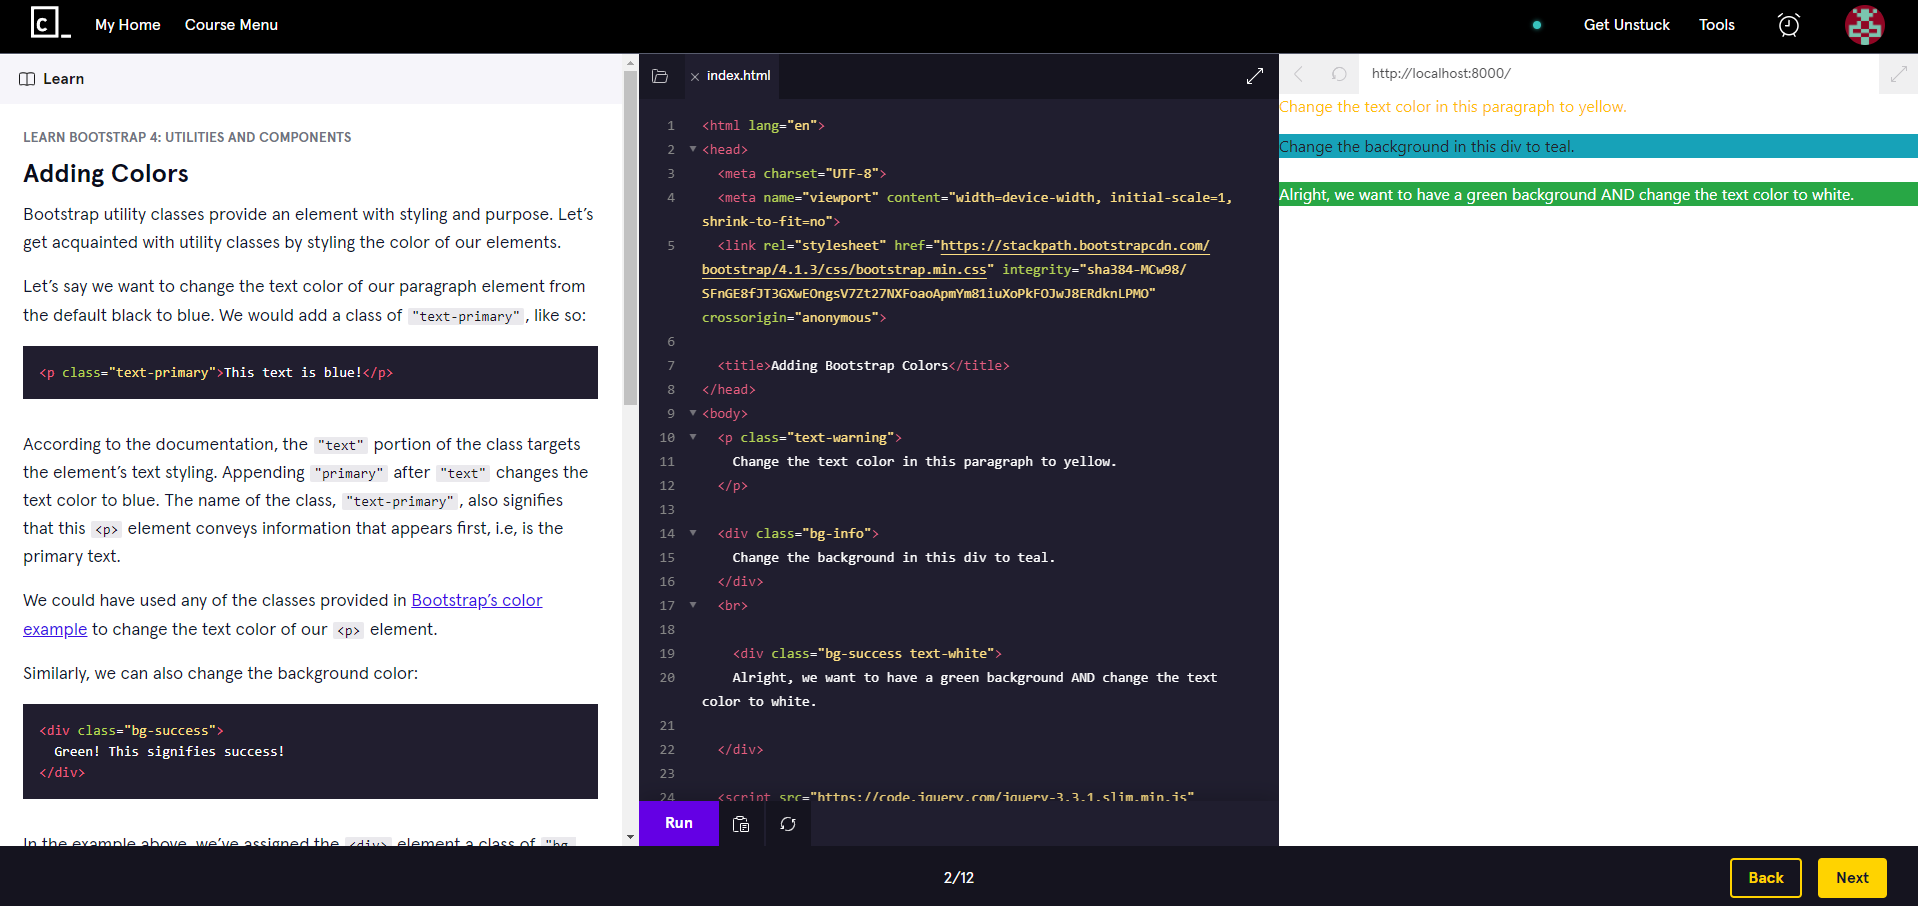 C_
My Home
Course Menu
Get Unstuck
Tools
Learn
LEARN BOOTSTRAP 4: UTILITIES AND COMPONENTS
Adding Colors
Bootstrap utility classes provide an element with styling and purpose. Let’s
get acquainted with utility classes by styling the color of our elements.
Let’s say we want to change the text color of our paragraph element from
the default black to blue. We would add a class of "text-primary", like so:
<p class="text-primary">This text is blue!</p>
According to the documentation, the "text" portion of the class targets
the element’s text styling. Appending "primary" after "text" changes the
text color to blue. The name of the class, "text-primary", also signifies
that this <p> element conveys information that appears first, i.e, is the
primary text.
We could have used any of the classes provided in Bootstrap’s color
example to change the text color of our <p> element.
Similarly, we can also change the background color:
<div class="bg-success">
Green! This signifies success!
</div>
In the example above, we’ve assigned the <div> element a class of "bg-
index.html
1 <html lang="en">
2 <head>
3 <meta charset="UTF-8">
4 <meta name="viewport" content="width=device-width, initial-scale=1,
shrink-to-fit=no">
5 <link rel="stylesheet" href="https://stackpath.bootstrapcdn.com/
bootstrap/4.1.3/css/bootstrap.min.css" integrity="sha384-MCw98/
SFnGE8fJT3GXwEOngsV7Zt27NXFoaoApmYm81iuXoPkFOJwJ8ERdknLPMO"
crossorigin="anonymous">
6
7 <title>Adding Bootstrap Colors</title>
8 </head>
9 <body>
10 <p class="text-warning">
11 Change the text color in this paragraph to yellow.
12 </p>
13
14 <div class="bg-info">
15 Change the background in this div to teal.
16 </div>
17 <br>
18
19 <div class="bg-success text-white">
20 Alright, we want to have a green background AND change the text
color to white.
21
22 </div>
23
24 <script src="https://code.jquery.com/jquery-3.3.1.slim.min.js"
Run
http://localhost:8000/
Change the text color in this paragraph to yellow.
Change the background in this div to teal.
Alright, we want to have a green background AND change the text color to white.
2/12
Back
Next